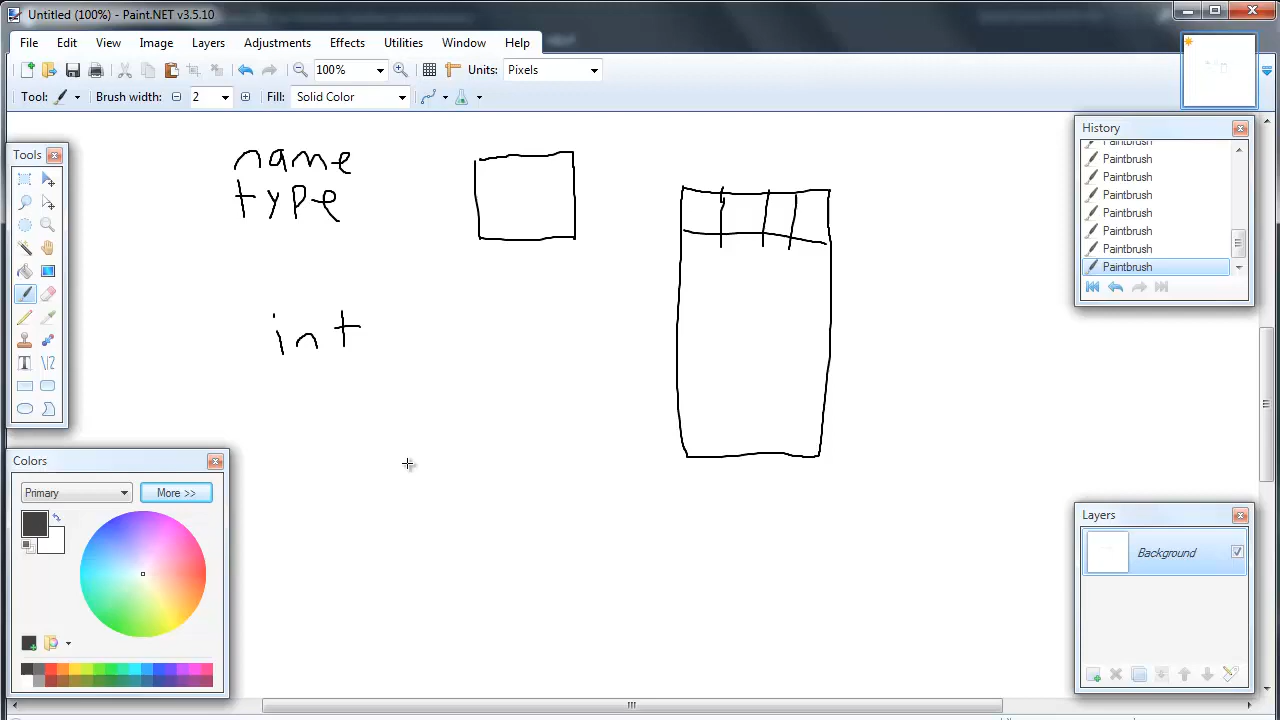 Untitled (100%) - Paint.NET v3.5.10
File Edit View Image Layers Adjustments Effects Utilities Window Help
100% Units: Pixels
Tool: Brush width: 2 Fill: Solid Color
Tools
name
type
int
History
Paintbrush
Paintbrush
Paintbrush
Paintbrush
Paintbrush
Paintbrush
Paintbrush
Paintbrush
Colors
Primary More >>
Layers
Background